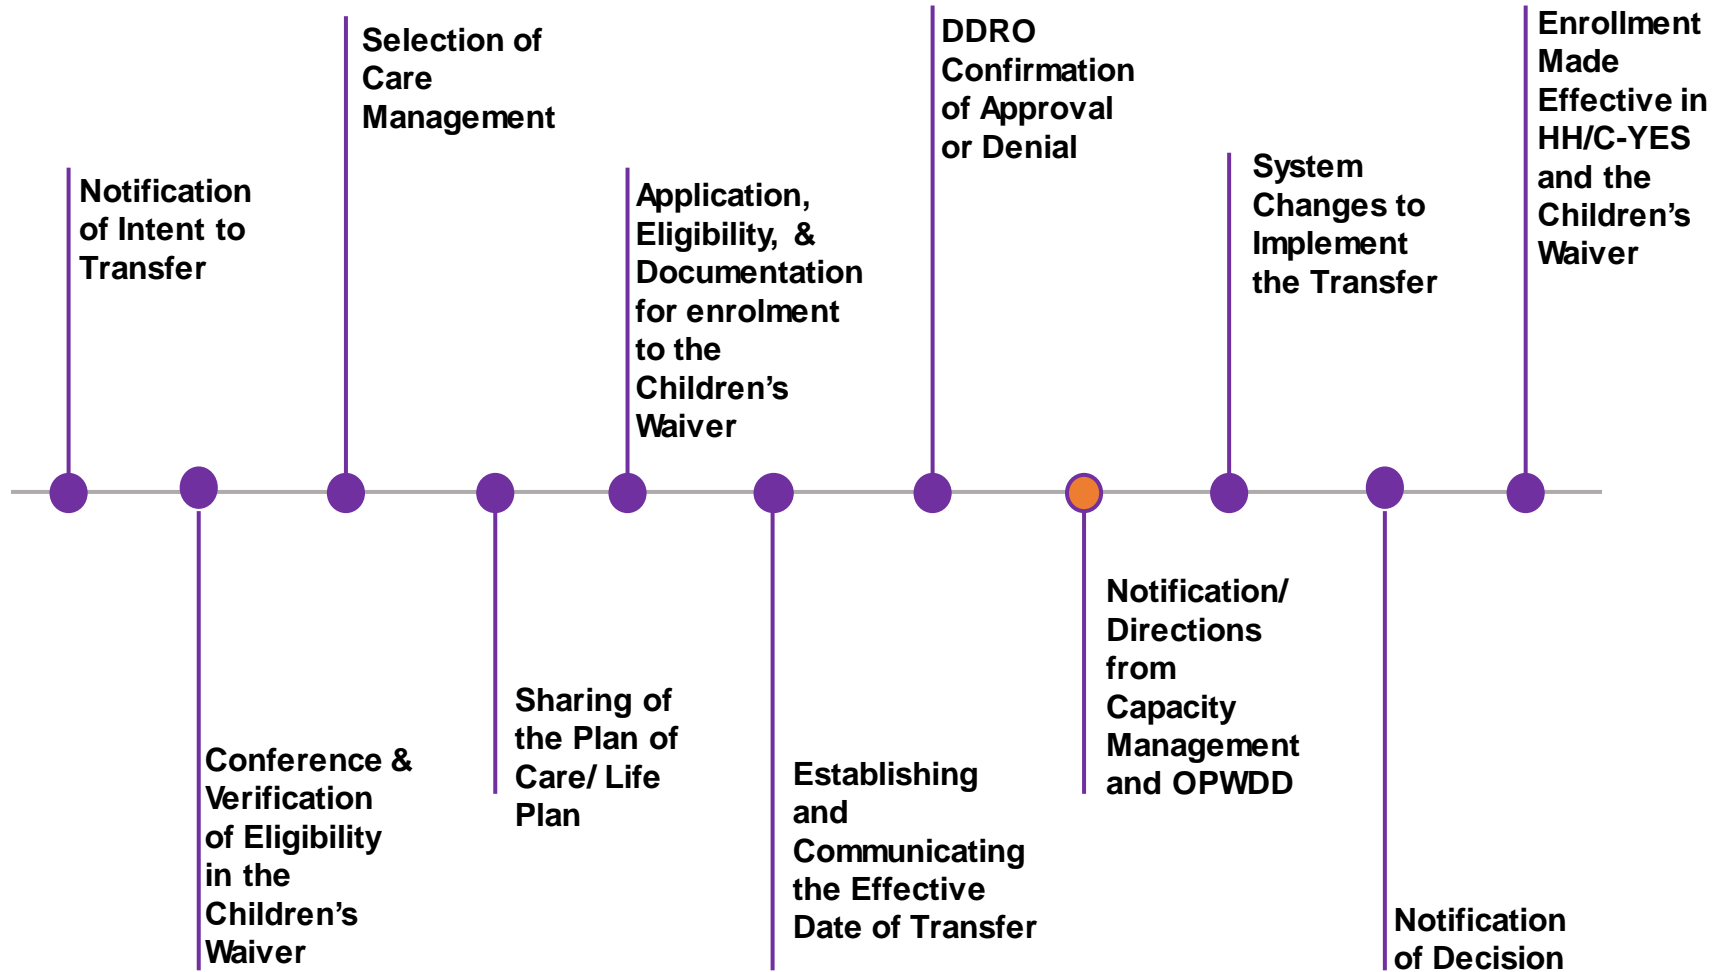 Notification
of Intent to
Transfer
Conference &
Verification
of Eligibility
in the
Children's
Waiver
Selection of
Care
Management
Sharing of
the Plan of
Care/ Life
Plan
Application,
Eligibility, &
Documentation
for enrolment
to the
Children's
Waiver
Establishing
and
Communicating
the Effective
Date of Transfer
DDRO
Confirmation
of Approval
or Denial
Notification/
Directions
from
Capacity
Management
and OPWDD
System
Changes to
Implement
the Transfer
Notification
of Decision
Enrollment
Made
Effective in
HH/C-YES
and the
Children's
Waiver